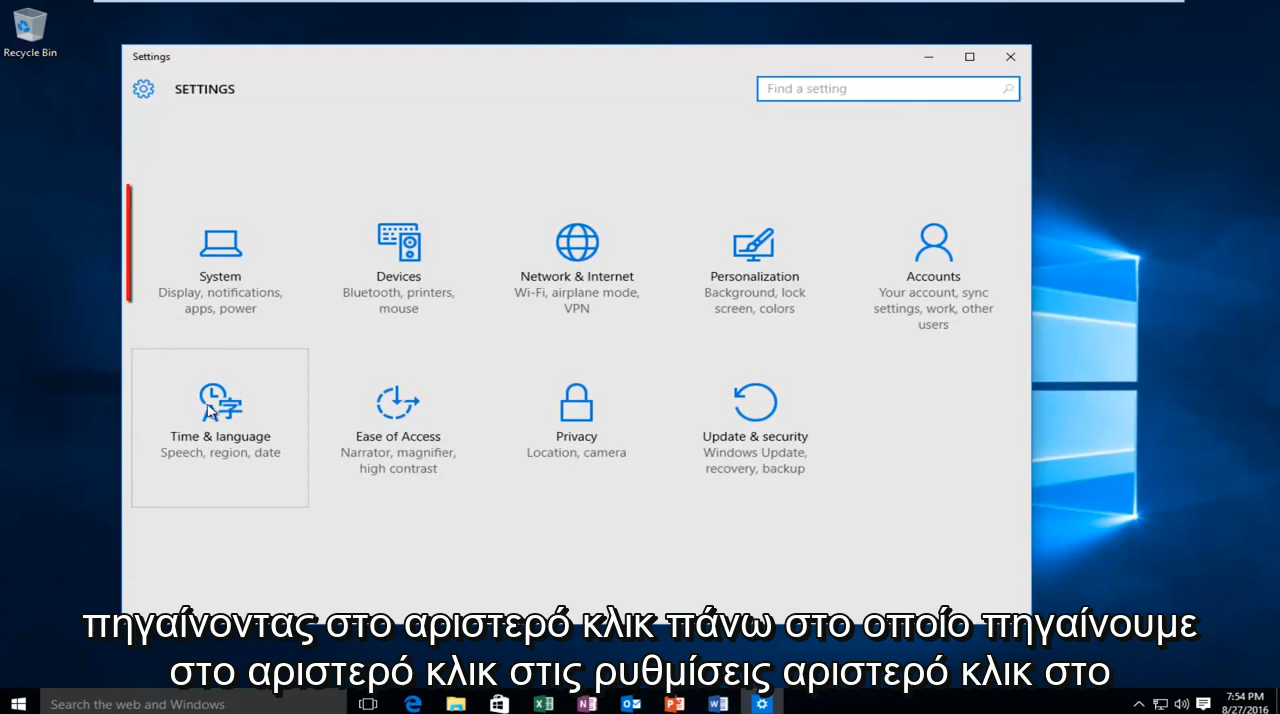 Recycle Bin
Settings
SETTINGS
Find a setting
System
Display, notifications,
apps, power
Devices
Bluetooth, printers,
mouse
Network & Internet
Wi-Fi, airplane mode,
VPN
Personalization
Background, lock
screen, colors
Accounts
Your account, sync
settings, work, other
users
字
Time & language
Speech, region, date
Ease of Access
Narrator, magnifier,
high contrast
Privacy
Location, camera
Update & security
Windows Update,
recovery, backup
πηγαίνοντας στο αριστερό κλικ πάνω στο οποίο πηγαίνουμε
στο αριστερό κλικ στις ρυθμίσεις αριστερό κλικ στο
Search the web and Windows
7:54 PM
8/27/2016